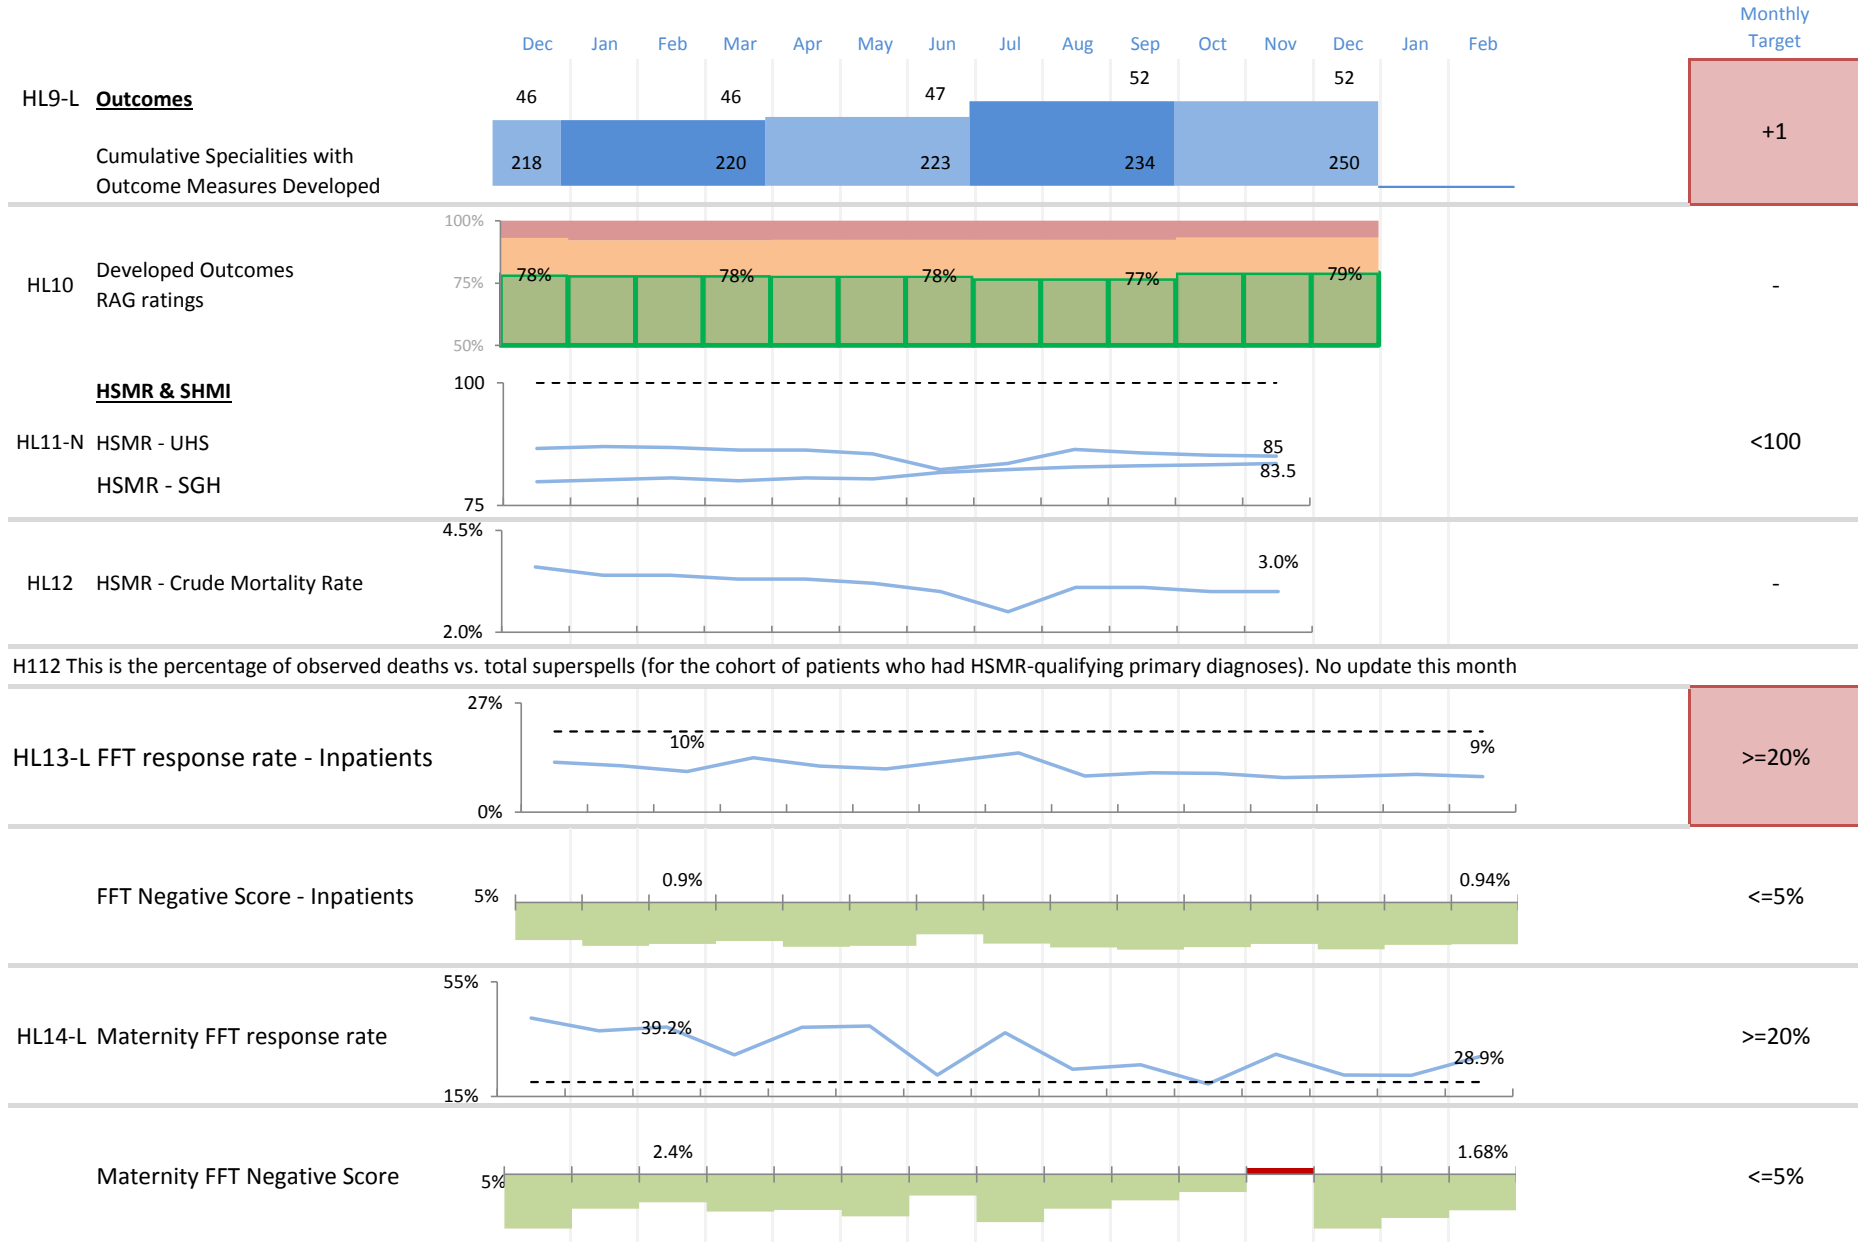 Monthly
Target
Dec Jan Feb Mar Apr May Jun Jul Aug Sep Oct Nov Dec Jan Feb
HL9-L Outcomes
46 46 47 52 52
+1
Cumulative Specialities with
Outcome Measures Developed
218 220 223 234 250
100%
75%
50%
HL10
Developed Outcomes
RAG ratings
78% 78% 78% 77% 79%
-
HSMR & SHMI
100
75
HL11-N HSMR - UHS
85
<100
HSMR - SGH
83.5
4.5%
2.0%
HL12 HSMR - Crude Mortality Rate
3.0%
-
H112 This is the percentage of observed deaths vs. total superspells (for the cohort of patients who had HSMR-qualifying primary diagnoses). No update this month
27%
0%
HL13-L FFT response rate - Inpatients
10% 9%
>=20%
FFT Negative Score - Inpatients
5%
0.9% 0.94%
<=5%
55%
15%
HL14-L Maternity FFT response rate
39.2% 28.9%
>=20%
Maternity FFT Negative Score
5%
2.4% 1.68%
<=5%